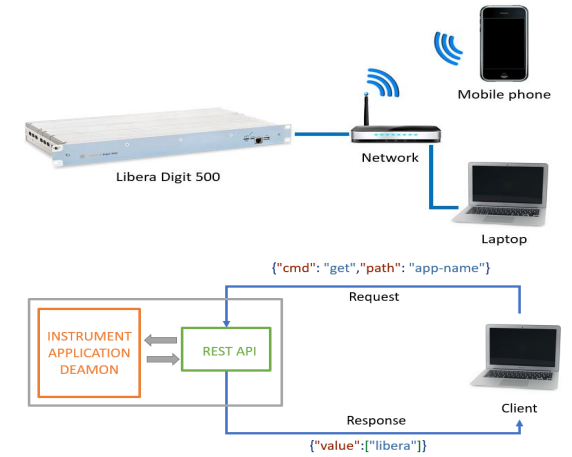 Mobile phone
Network
Libera Digit 500
Laptop
{"cmd": "get","path": "app-name"}
Request
INSTRUMENT
APPLICATION
DEAMON
REST API
Client
Response
{"value":["libera"]}